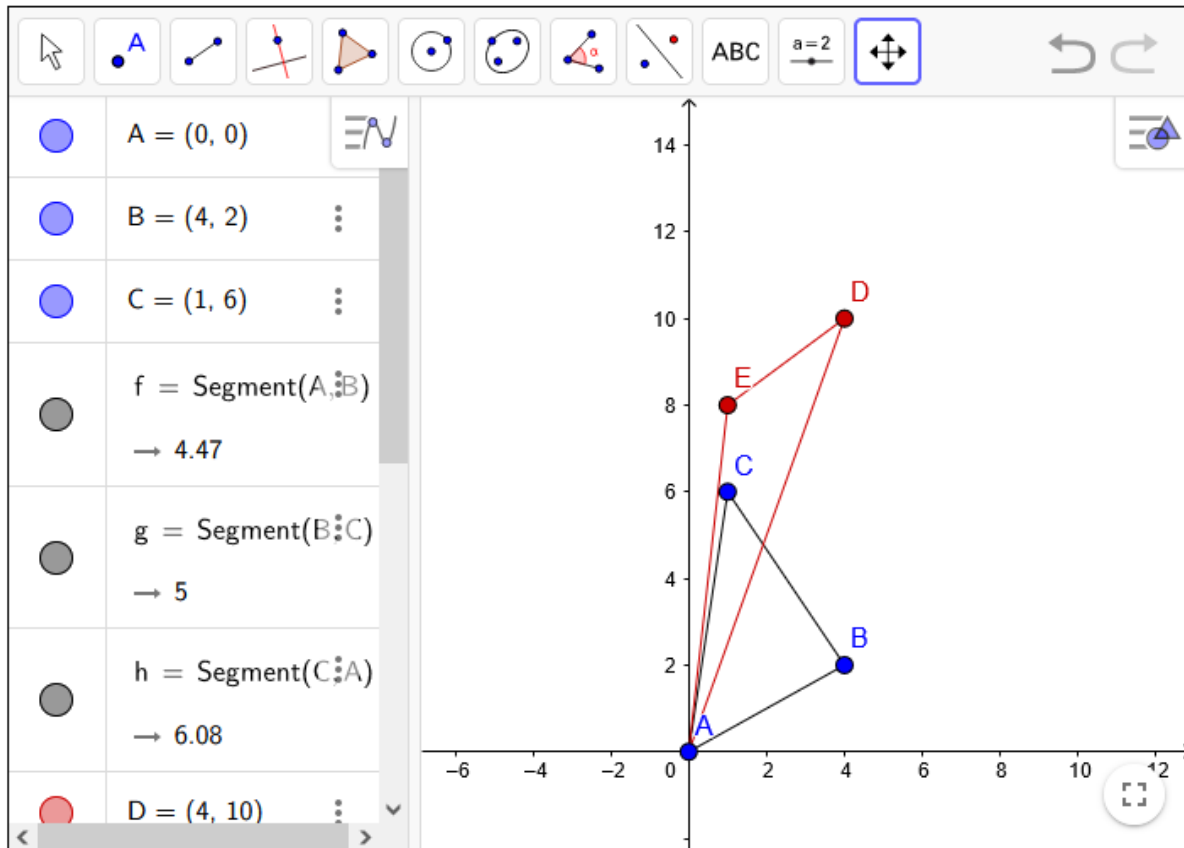 A
α
ABC
a=2
A = (0, 0)
B = (4, 2)
C = (1, 6)
f = Segment(A, B)
→ 4.47
g = Segment(B, C)
→ 5
h = Segment(C, A)
→ 6.08
D = (4, 10)
14
12
10
8
6
4
2
D
E
C
B
A
–6 –4 –2 0 2 4 6 8 10 12